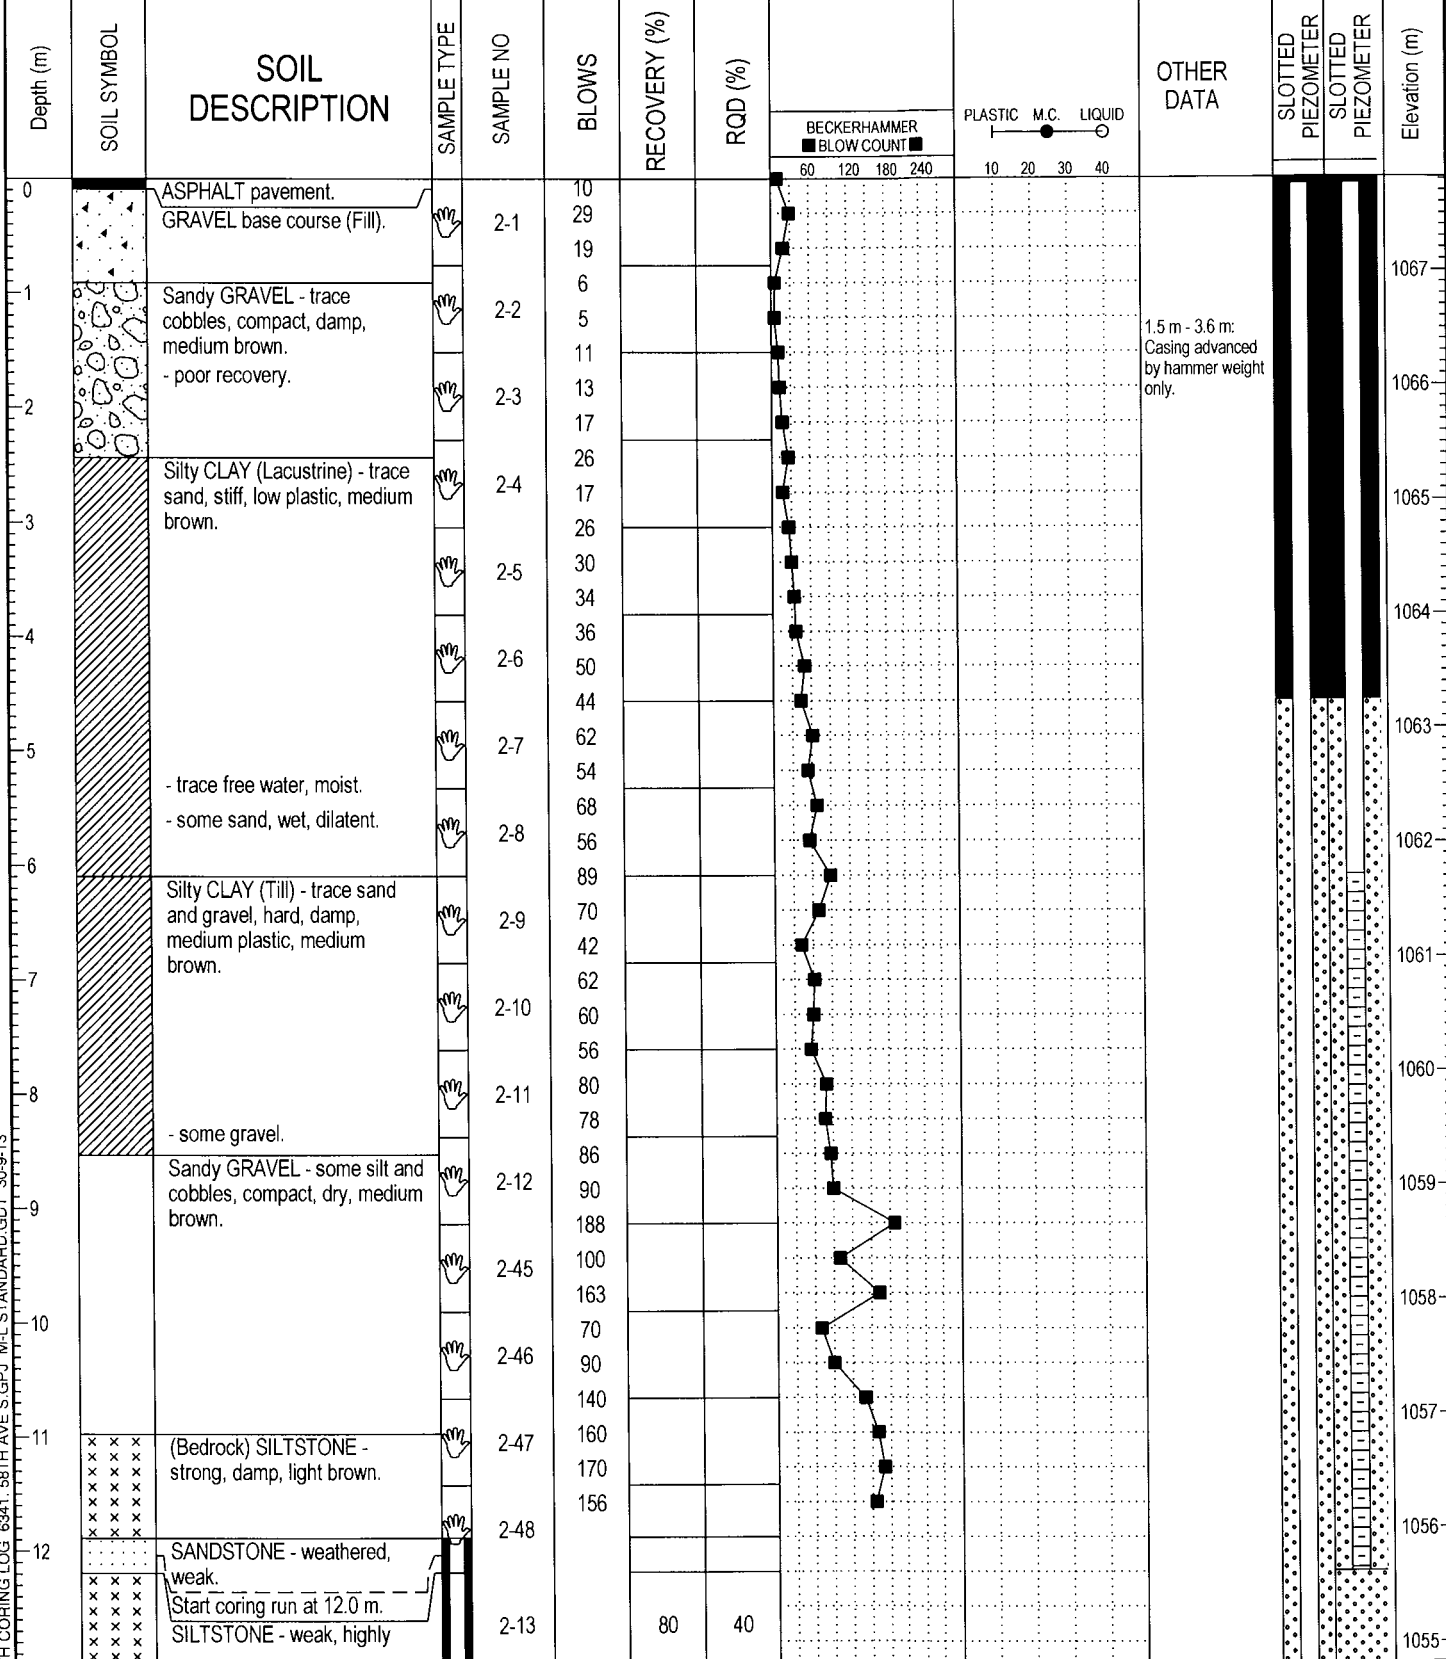 Depth (m)
SOIL SYMBOL
SOIL
DESCRIPTION
SAMPLE TYPE
SAMPLE NO
BLOWS
RECOVERY (%)
RQD (%)
BECKERHAMMER
■ BLOW COUNT ■
60 120 180 240
PLASTIC M.C. LIQUID
10 20 30 40
OTHER
DATA
SLOTTED
PIEZOMETER
SLOTTED
PIEZOMETER
Elevation (m)
0
1
2
3
4
5
6
7
8
9
10
11
12
ASPHALT pavement.
GRAVEL base course (Fill).
Sandy GRAVEL - trace
cobbles, compact, damp,
medium brown.
- poor recovery.
Silty CLAY (Lacustrine) - trace
sand, stiff, low plastic, medium
brown.
- trace free water, moist.
- some sand, wet, dilatent.
Silty CLAY (Till) - trace sand
and gravel, hard, damp,
medium plastic, medium
brown.
- some gravel.
Sandy GRAVEL - some silt and
cobbles, compact, dry, medium
brown.
(Bedrock) SILTSTONE -
strong, damp, light brown.
SANDSTONE - weathered,
weak.
Start coring run at 12.0 m.
SILTSTONE - weak, highly
2-1
2-2
2-3
2-4
2-5
2-6
2-7
2-8
2-9
2-10
2-11
2-12
2-45
2-46
2-47
2-48
2-13
10
29
19
6
5
11
13
17
26
17
26
30
34
36
50
44
62
54
68
56
89
70
42
62
60
56
80
78
86
90
188
100
163
70
90
140
160
170
156
80
40
1.5 m - 3.6 m:
Casing advanced
by hammer weight
only.
1067
1066
1065
1064
1063
1062
1061
1060
1059
1058
1057
1056
1055
H CORING LOG 6341. 58TH AVE S.GPJ M-L STANDARD.GDT 30-9-13